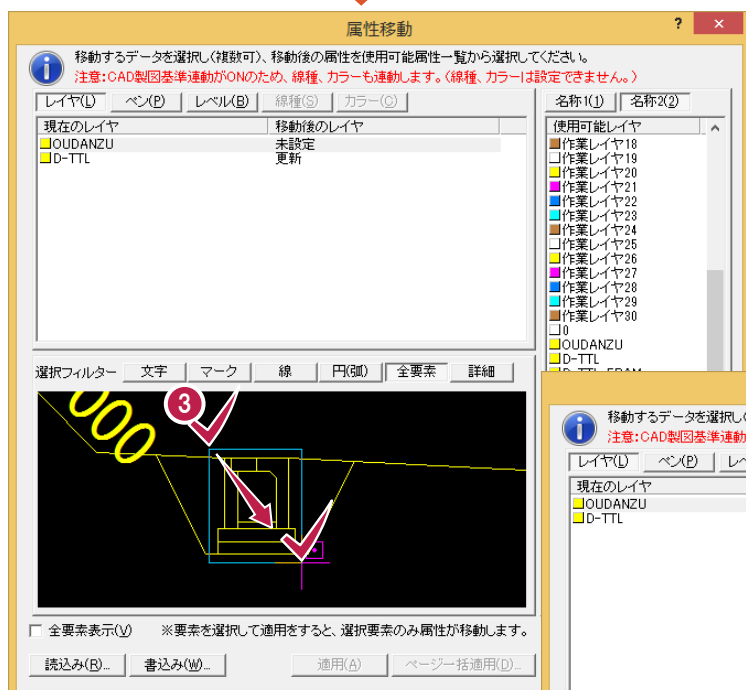 属性移動
? ×
移動するデータを選択し(複数可)、移動後の属性を使用可能属性一覧から選択してください。
注意:CAD製図基準連動がONのため、線種、カラーも連動します。(線種、カラーは設定できません。)
レイヤ(L) ペン(P) レベル(B) 線種(S) カラー(C)
現在のレイヤ 移動後のレイヤ
OUDANZU 未設定
D-TTL 更新
名称1(1) 名称2(2)
使用可能レイヤ
作業レイヤ18
作業レイヤ19
作業レイヤ20
作業レイヤ21
作業レイヤ22
作業レイヤ23
作業レイヤ24
作業レイヤ25
作業レイヤ26
作業レイヤ27
作業レイヤ28
作業レイヤ29
作業レイヤ30
0
OUDANZU
D-TTL
選択フィルター 文字 マーク 線 円(弧) 全要素 詳細
000
3
全要素表示(V) ※要素を選択して適用をすると、選択要素のみ属性が移動します。
読込み(R)... 書込み(W)... 適用(A) ページ一括適用(D)...
移動するデータを選択し(
注意:CAD製図基準連動
レイヤ(L) ペン(P) レベ
現在のレイヤ
OUDANZU
D-TTL